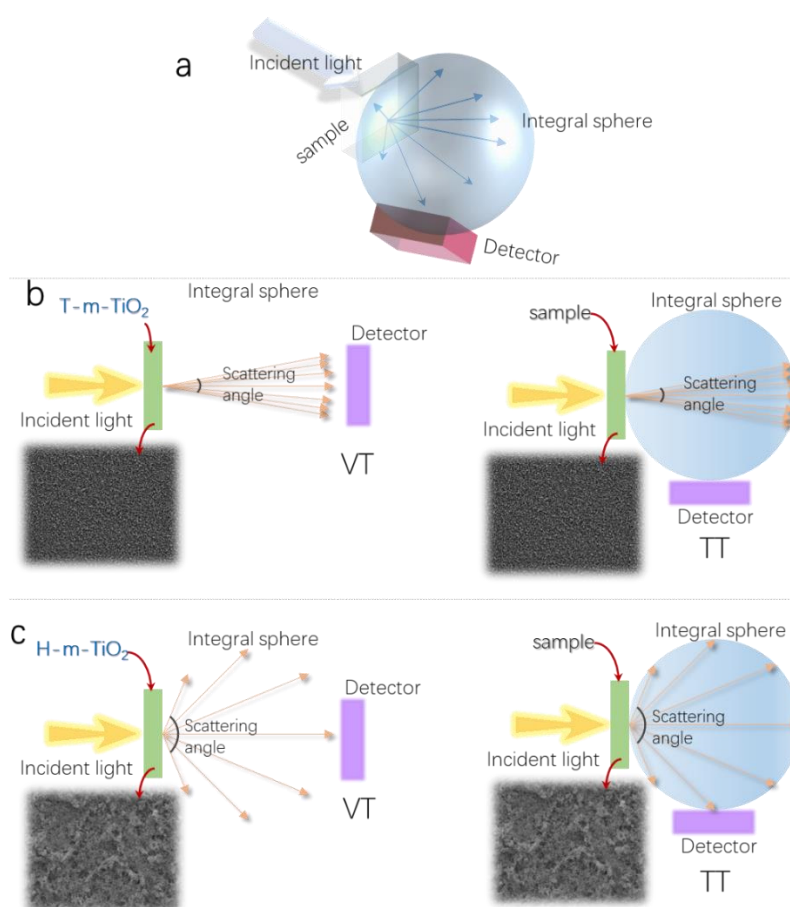 a
Incident light
sample
Integral sphere
Detector
b
Integral sphere
T-m-TiO₂
Detector
Scattering
angle
Incident light
VT
Integral sphere
sample
Scattering
angle
Incident light
Detector
TT
c
Integral sphere
H-m-TiO₂
Detector
Scattering
angle
Incident light
VT
Integral sphere
sample
Scattering
angle
Incident light
Detector
TT